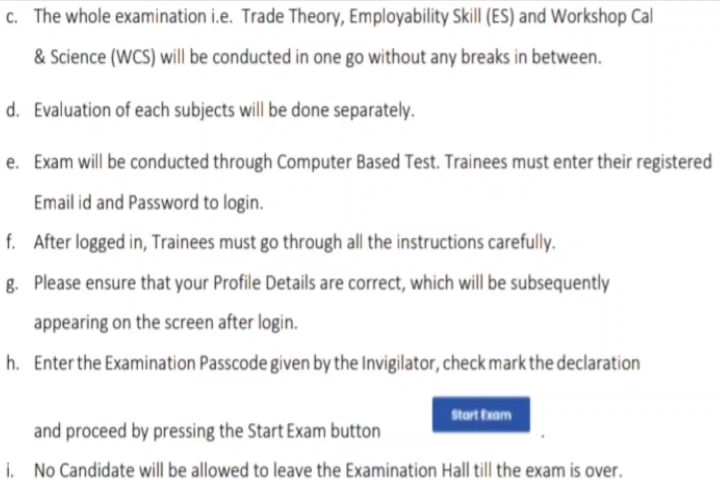 c. The whole examination i.e. Trade Theory, Employability Skill (ES) and Workshop Cal
& Science (WCS) will be conducted in one go without any breaks in between.
d. Evaluation of each subjects will be done separately.
e. Exam will be conducted through Computer Based Test. Trainees must enter their registered
Email id and Password to login.
f. After logged in, Trainees must go through all the instructions carefully.
g. Please ensure that your Profile Details are correct, which will be subsequently
appearing on the screen after login.
h. Enter the Examination Passcode given by the Invigilator, check mark the declaration
and proceed by pressing the Start Exam button Start Exam .
i. No Candidate will be allowed to leave the Examination Hall till the exam is over.